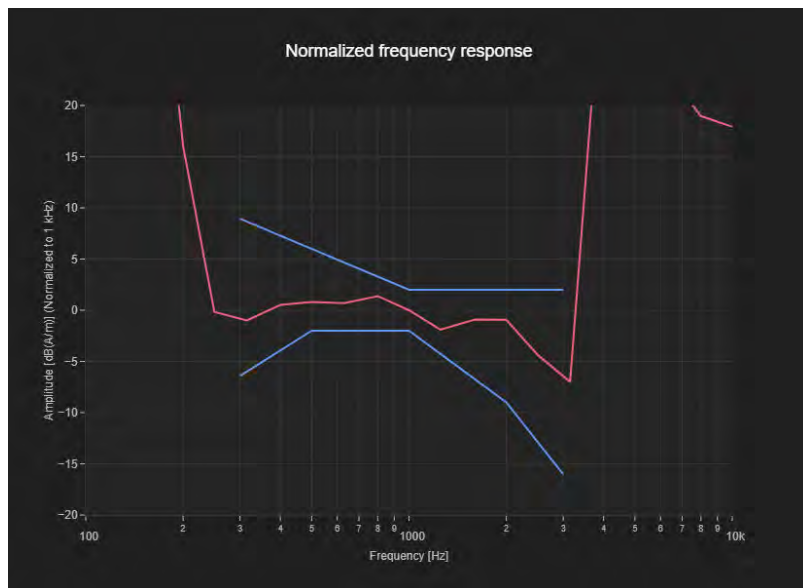 Normalized frequency response
Amplitude [dB(A/m)] (Normalized to 1 kHz)
20
15
10
5
0
−5
−10
−15
−20
100 2 3 4 5 6 7 8 9 1000 2 3 4 5 6 7 8 9 10k
Frequency [Hz]